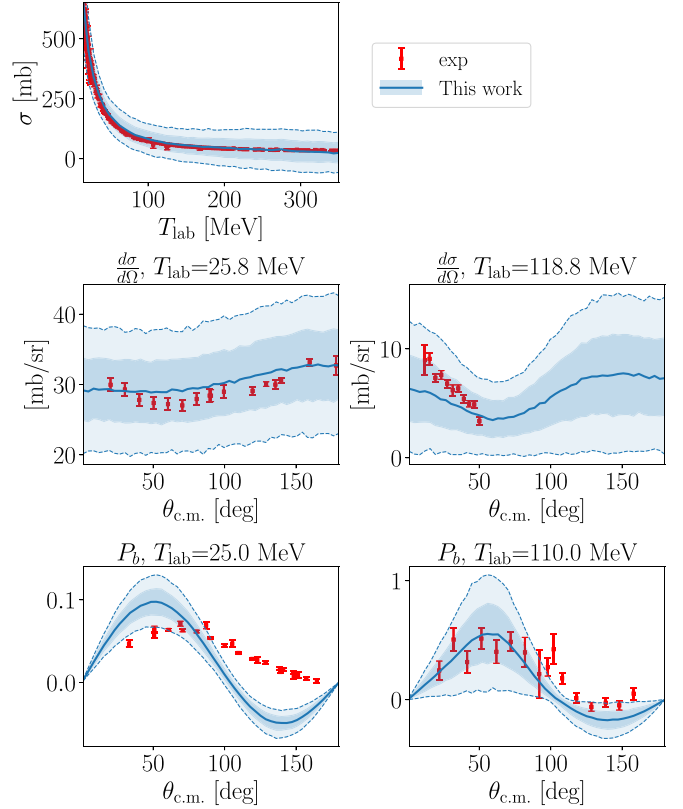 σ [mb]
500
250
0
100
200
300
T_lab [MeV]
exp
This work
dσ/dΩ, T_lab=25.8 MeV
[mb/sr]
40
30
20
50
100
150
θ_c.m. [deg]
dσ/dΩ, T_lab=118.8 MeV
[mb/sr]
10
0
50
100
150
θ_c.m. [deg]
P_b, T_lab=25.0 MeV
0.1
0.0
50
100
150
θ_c.m. [deg]
P_b, T_lab=110.0 MeV
1
0
50
100
150
θ_c.m. [deg]